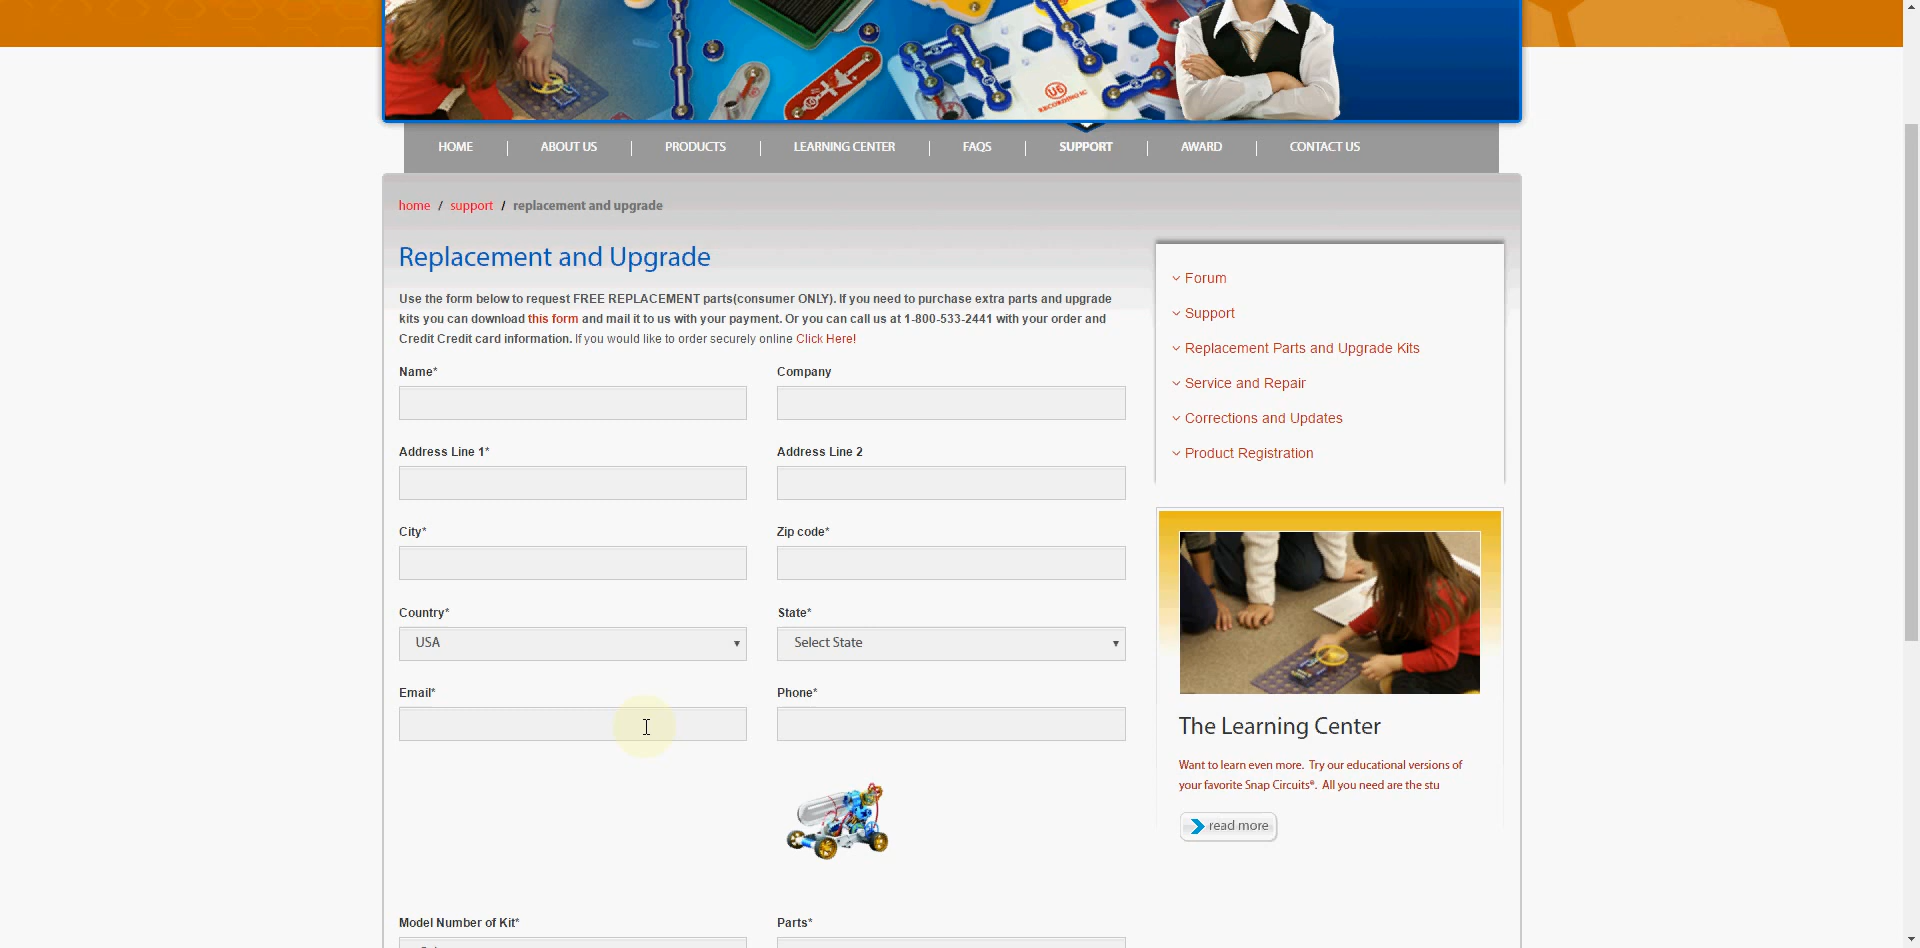 U6
RECORDING IC
HOME
ABOUT US
PRODUCTS
LEARNING CENTER
FAQS
SUPPORT
AWARD
CONTACT US
home / support / replacement and upgrade
Replacement and Upgrade
Use the form below to request FREE REPLACEMENT parts(consumer ONLY). If you need to purchase extra parts and upgrade
kits you can download this form and mail it to us with your payment. Or you can call us at 1-800-533-2441 with your order and
Credit Credit card information. If you would like to order securely online Click Here!
Name*
Company
Address Line 1*
Address Line 2
City*
Zip code*
Country*
State*
USA
Select State
Email*
Phone*
Model Number of Kit*
Parts*
Forum
Support
Replacement Parts and Upgrade Kits
Service and Repair
Corrections and Updates
Product Registration
The Learning Center
Want to learn even more. Try our educational versions of
your favorite Snap Circuits®. All you need are the stu
read more